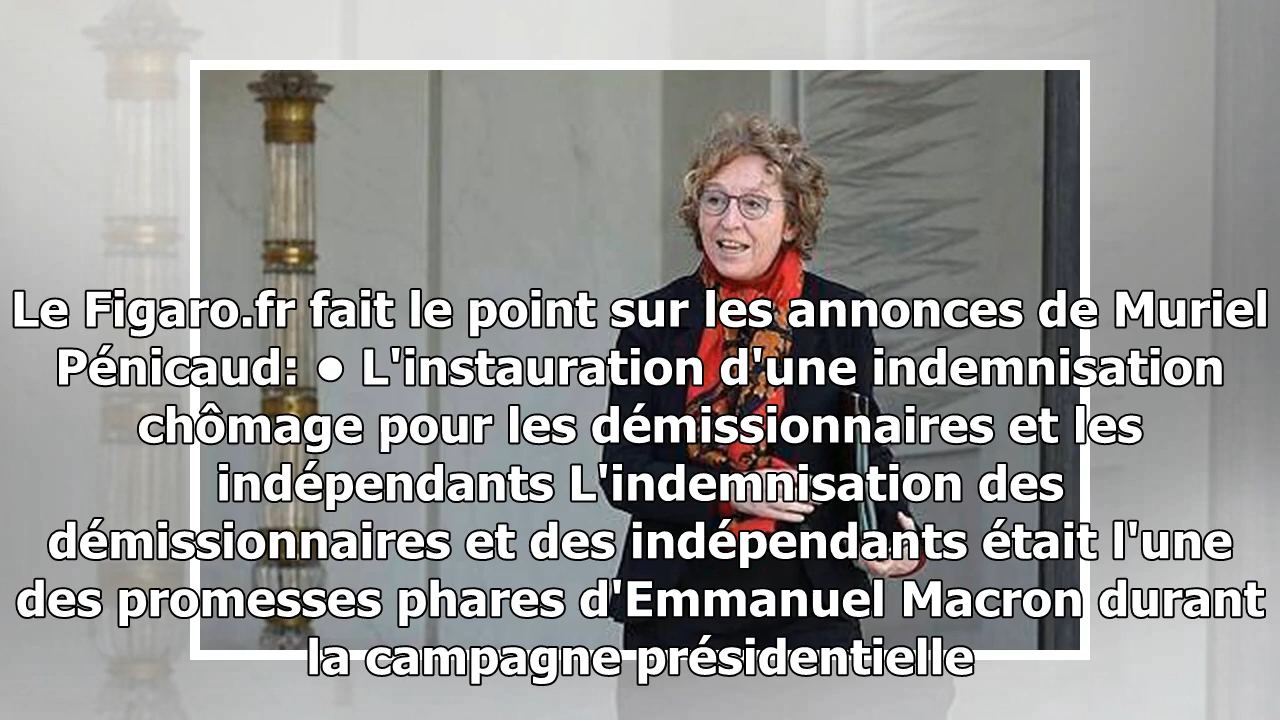 Le Figaro.fr fait le point sur les annonces de Muriel
Pénicaud: • L'instauration d'une indemnisation
chômage pour les démissionnaires et les
indépendants L'indemnisation des
démissionnaires et des indépendants était l'une
des promesses phares d'Emmanuel Macron durant
la campagne présidentielle